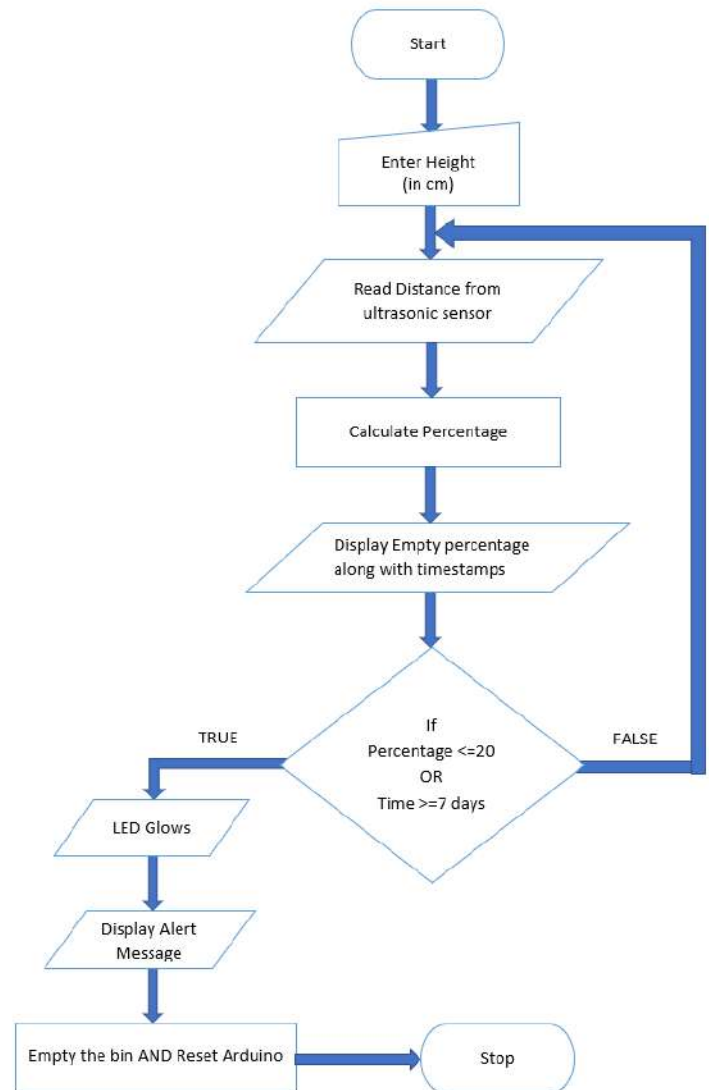 Start
Enter Height
(in cm)
Read Distance from
ultrasonic sensor
Calculate Percentage
Display Empty percentage
along with timestamps
If
Percentage <=20
OR
Time >=7 days
TRUE
FALSE
LED Glows
Display Alert
Message
Empty the bin AND Reset Arduino
Stop